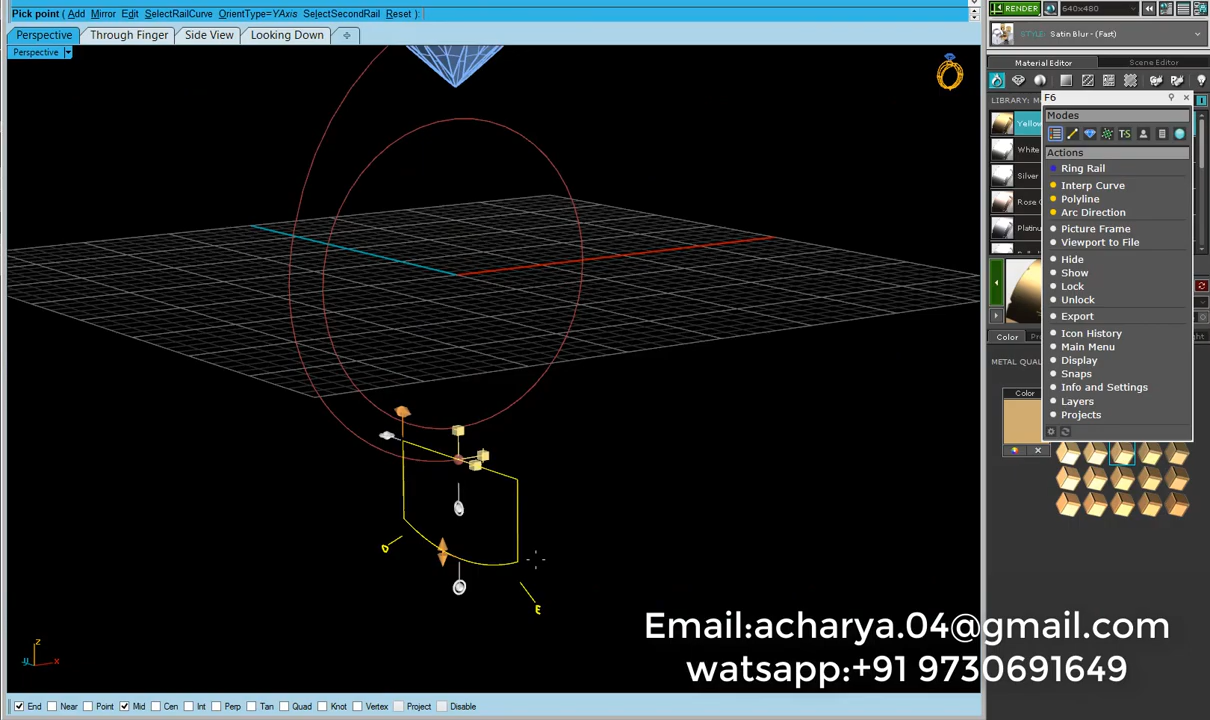 Pick point ( Add Mirror Edit SelectRailCurve OrientType=YAxis SelectSecondRail Reset ):
RENDER 640x480
Perspective Through Finger Side View Looking Down
STYLE: Satin Blur - (Fast)
Perspective
Material Editor Scene Editor
F6
LIBRARY:
Modes
Yellow
T-S
White
Actions
Silver
Ring Rail
Rose
Interp Curve
Platinu
Polyline
Arc Direction
Picture Frame
Viewport to File
Hide
Show
Lock
Unlock
Export
Icon History
Color
Main Menu
METAL QUAL
Display
Snaps
Info and Settings
Color
Layers
Projects
D
E
Email:acharya.04@gmail.com
watsapp:+91 9730691649
z
y x
End Near Point Mid Cen Int Perp Tan Quad Knot Vertex Project Disable